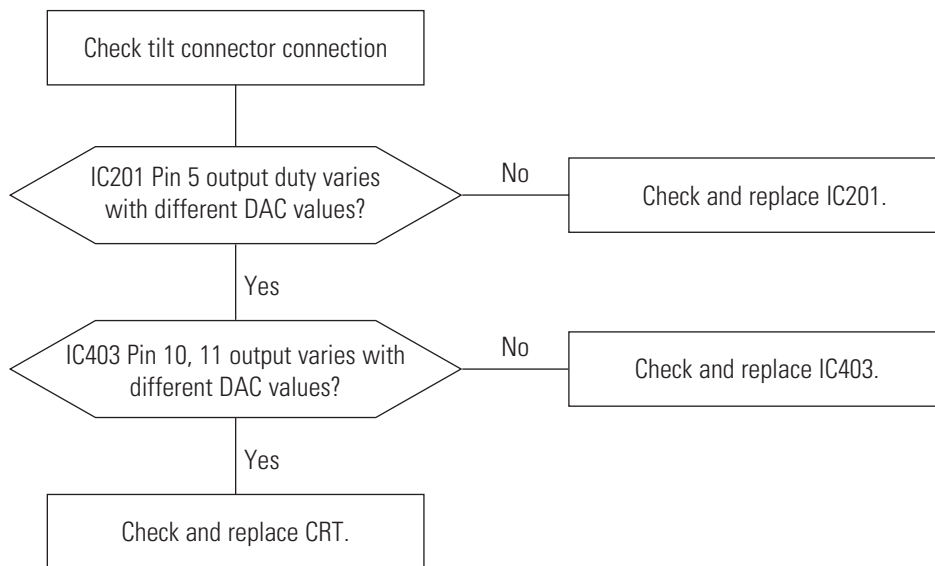 Check tilt connector connection
IC201 Pin 5 output duty varies
with different DAC values?
No
Check and replace IC201.
Yes
IC403 Pin 10, 11 output varies with
different DAC values?
No
Check and replace IC403.
Yes
Check and replace CRT.